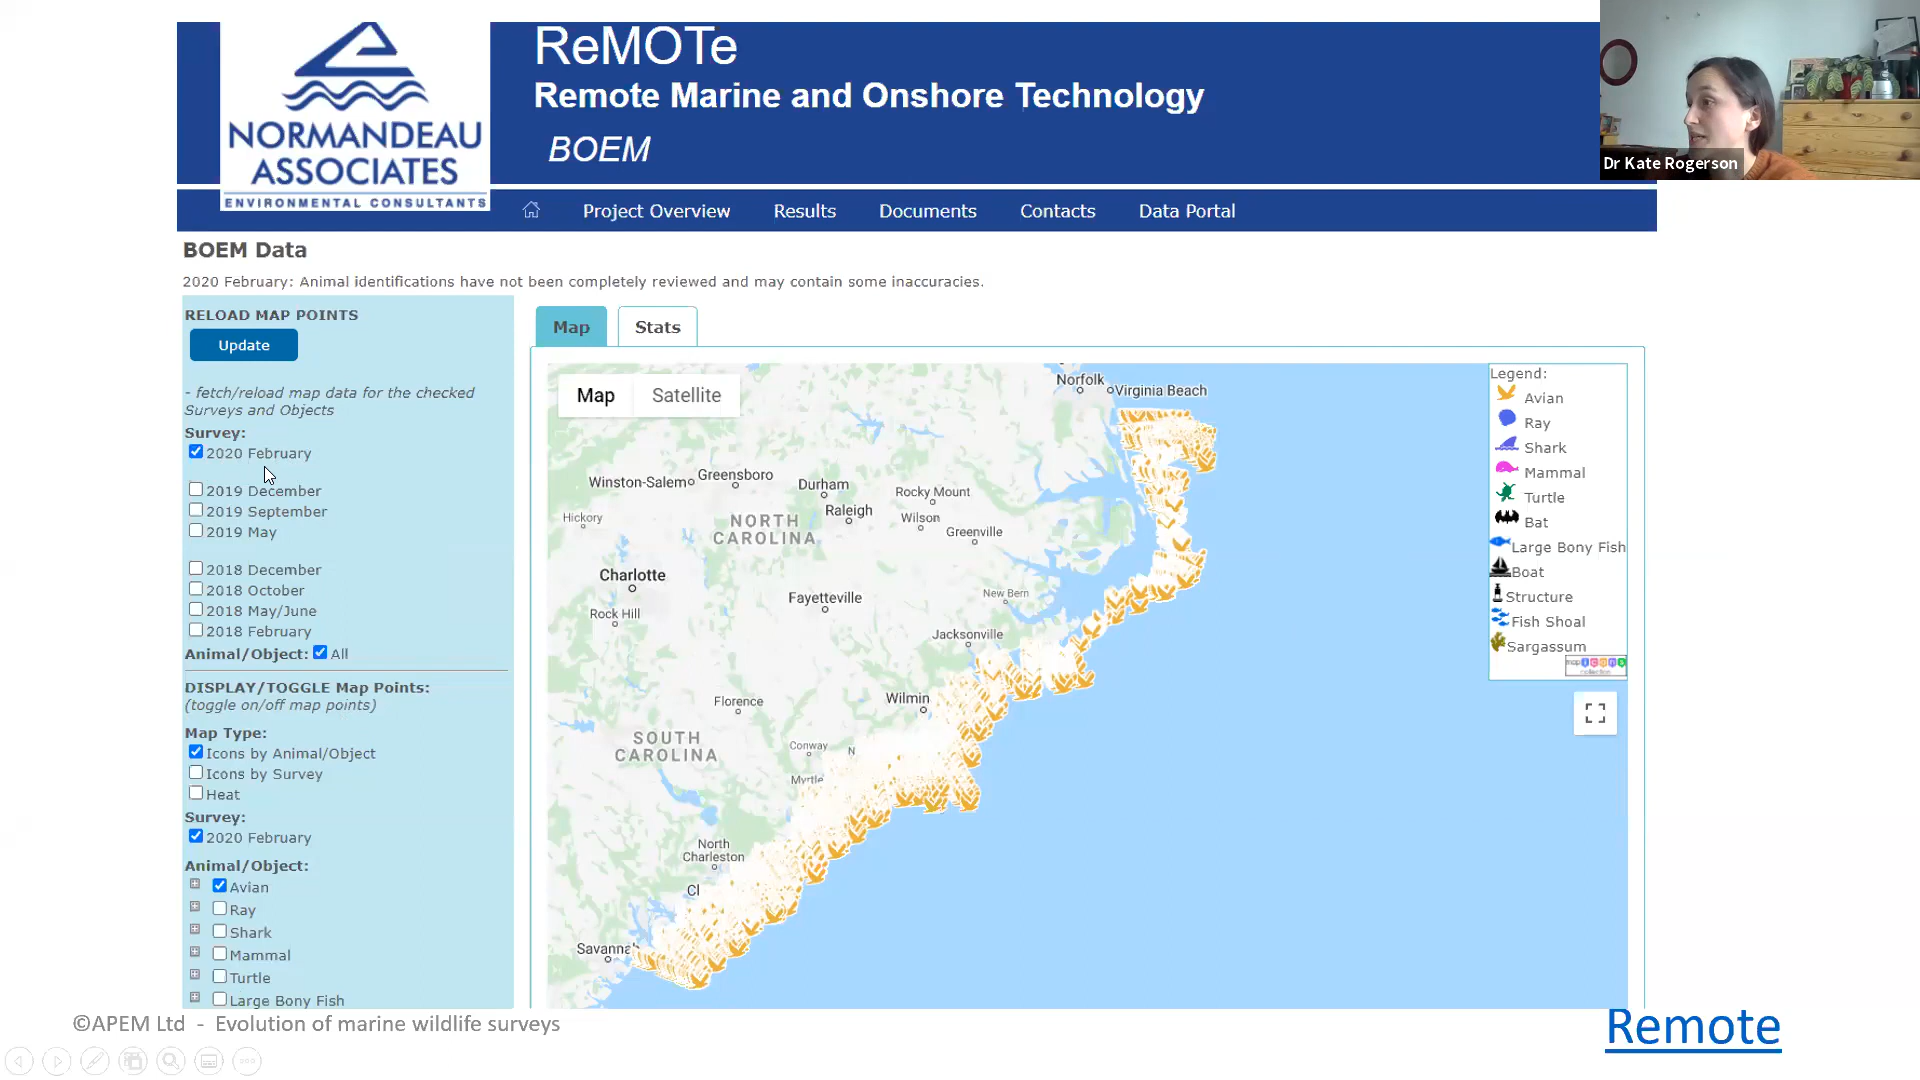 ReMOTe
Remote Marine and Onshore Technology
BOEM
NORMANDEAU
ASSOCIATES
ENVIRONMENTAL CONSULTANTS
Dr Kate Rogerson
Project Overview Results Documents Contacts Data Portal
BOEM Data
2020 February: Animal identifications have not been completely reviewed and may contain some inaccuracies.
RELOAD MAP POINTS
Update
- fetch/reload map data for the checked
Surveys and Objects
Survey:
2020 February
2019 December
2019 September
2019 May
2018 December
2018 October
2018 May/June
2018 February
Animal/Object: All
DISPLAY/TOGGLE Map Points:
(toggle on/off map points)
Map Type:
Icons by Animal/Object
Icons by Survey
Heat
Survey:
2020 February
Animal/Object:
Avian
Ray
Shark
Mammal
Turtle
Large Bony Fish
Map Stats
Map Satellite
Norfolk
Virginia Beach
Winston-Salem
Greensboro
Durham
Rocky Mount
Hickory
Raleigh
Wilson
NORTH
CAROLINA
Greenville
Charlotte
Fayetteville
New Bern
Rock Hill
Jacksonville
Florence
Wilmin
SOUTH
CAROLINA
Conway
N
Myrtle
North
Charleston
Cl
Savannah
Legend:
Avian
Ray
Shark
Mammal
Turtle
Bat
Large Bony Fish
Boat
Structure
Fish Shoal
Sargassum
map icons
collection
©APEM Ltd - Evolution of marine wildlife surveys
Remote